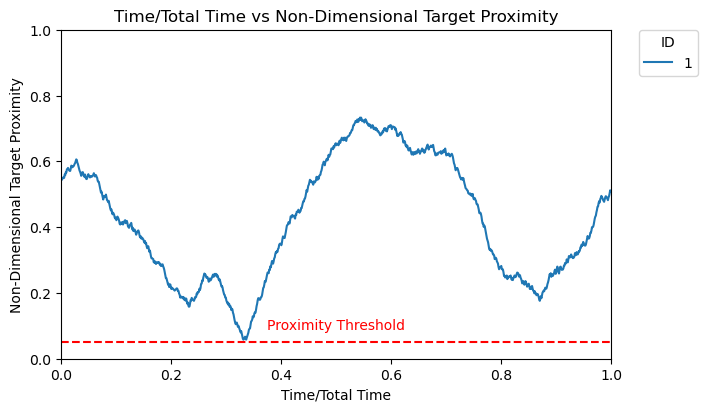 Time/Total Time vs Non-Dimensional Target Proximity
ID
1
Non-Dimensional Target Proximity
1.0
0.8
0.6
0.4
0.2
0.0
Proximity Threshold
0.0 0.2 0.4 0.6 0.8 1.0
Time/Total Time